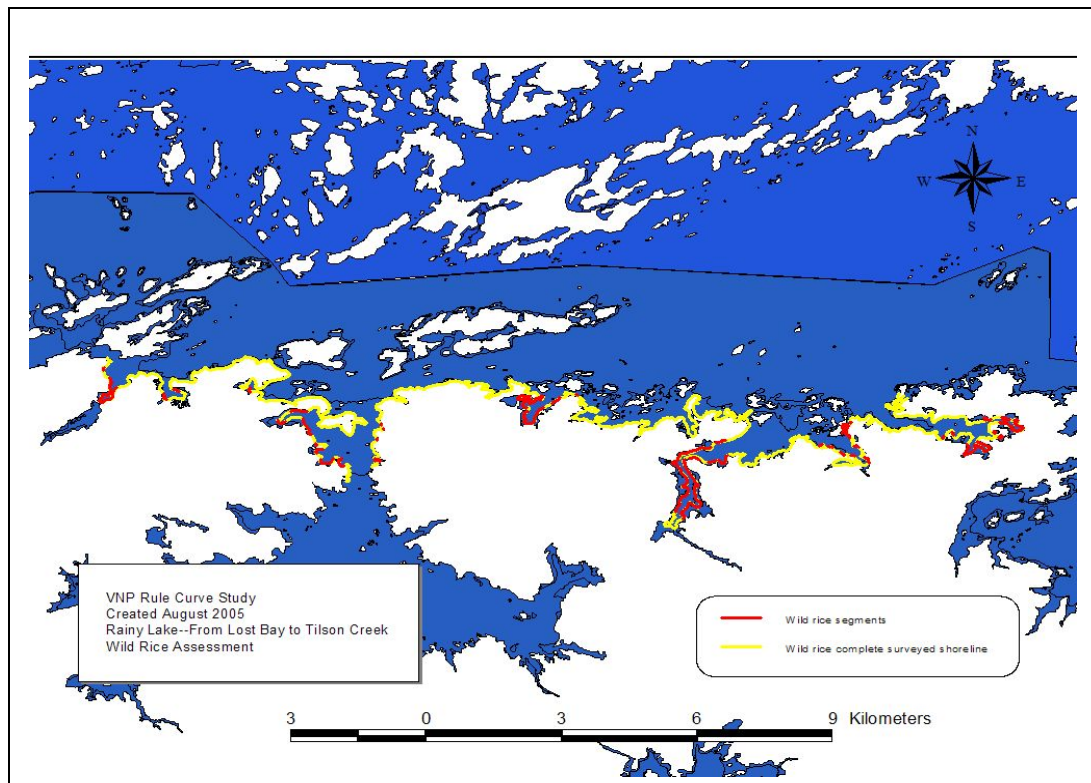 N
W E
S
VNP Rule Curve Study
Created August 2005
Rainy Lake--From Lost Bay to Tilson Creek
Wild Rice Assessment
Wild rice segments
Wild rice complete surveyed shoreline
3 0 3 6 9 Kilometers